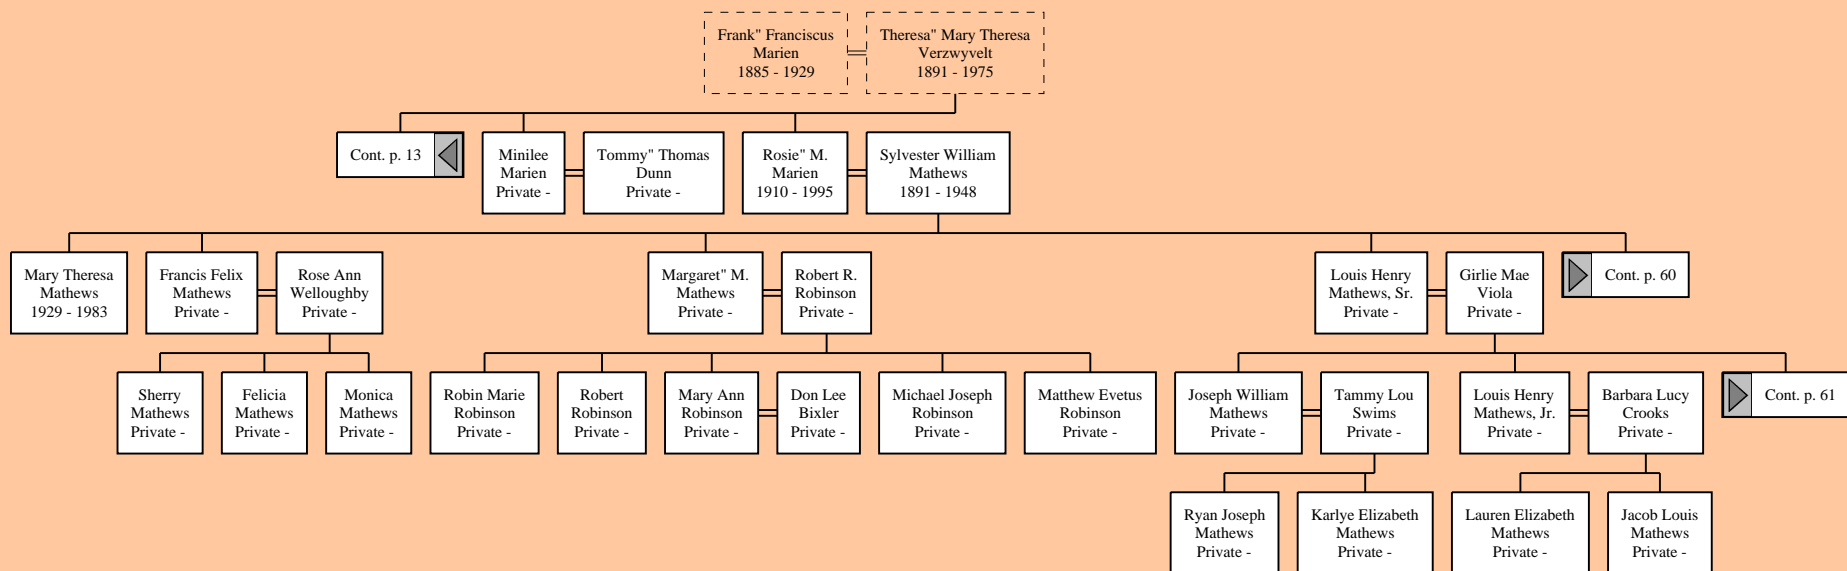 Frank" Franciscus
Marien
1885 - 1929
Theresa" Mary Theresa
Verzwyvelt
1891 - 1975
Cont. p. 13
Minilee
Marien
Private -
Tommy" Thomas
Dunn
Private -
Rosie" M.
Marien
1910 - 1995
Sylvester William
Mathews
1891 - 1948
Mary Theresa
Mathews
1929 - 1983
Francis Felix
Mathews
Private -
Rose Ann
Welloughby
Private -
Margaret" M.
Mathews
Private -
Robert R.
Robinson
Private -
Louis Henry
Mathews, Sr.
Private -
Girlie Mae
Viola
Private -
Cont. p. 60
Sherry
Mathews
Private -
Felicia
Mathews
Private -
Monica
Mathews
Private -
Robin Marie
Robinson
Private -
Robert
Robinson
Private -
Mary Ann
Robinson
Private -
Don Lee
Bixler
Private -
Michael Joseph
Robinson
Private -
Matthew Evetus
Robinson
Private -
Joseph William
Mathews
Private -
Tammy Lou
Swims
Private -
Louis Henry
Mathews, Jr.
Private -
Barbara Lucy
Crooks
Private -
Cont. p. 61
Ryan Joseph
Mathews
Private -
Karlye Elizabeth
Mathews
Private -
Lauren Elizabeth
Mathews
Private -
Jacob Louis
Mathews
Private -